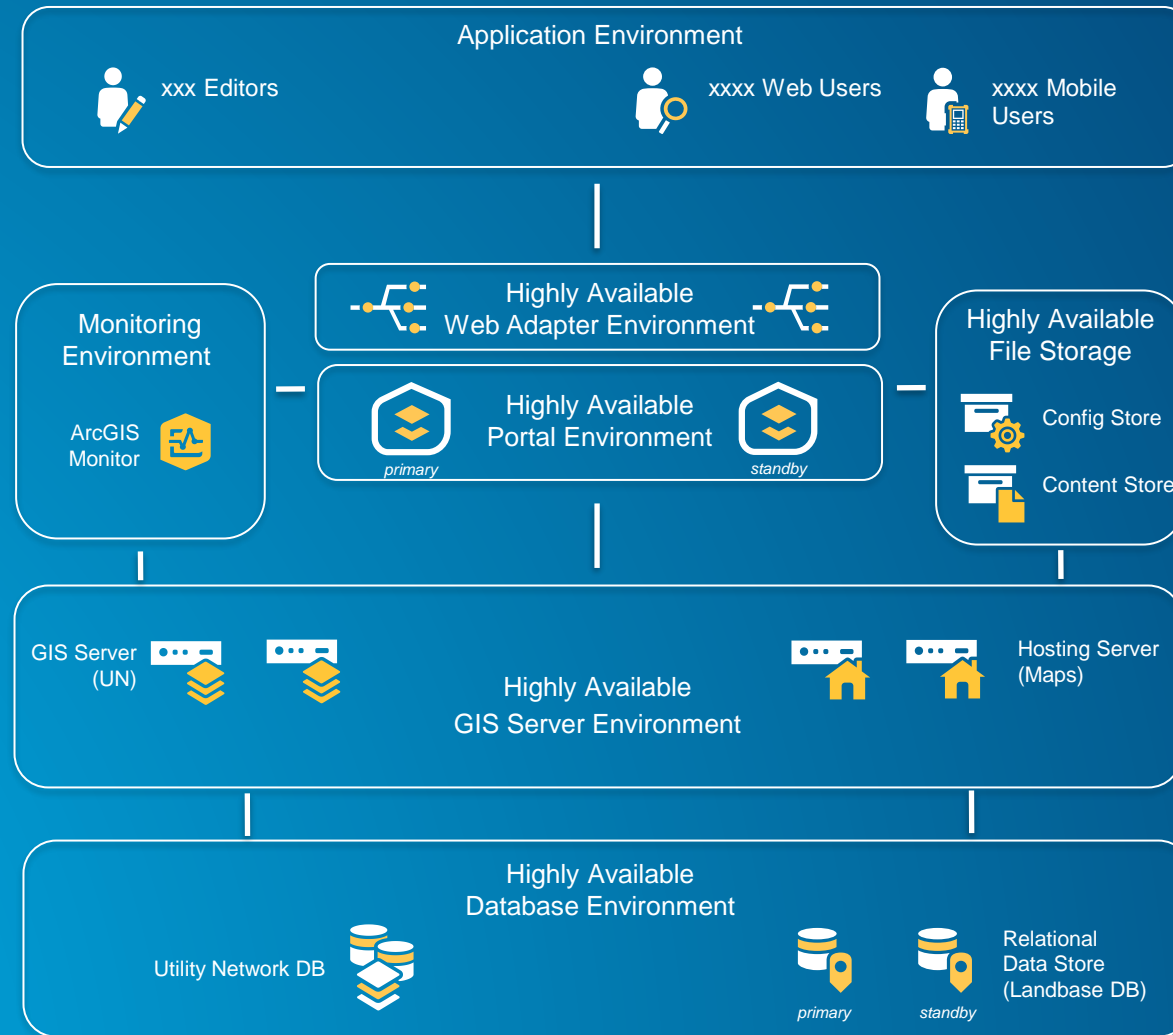 Application Environment
xxx Editors
xxxx Web Users
xxxx Mobile
Users
Highly Available
Web Adapter Environment
Monitoring
Environment
ArcGIS
Monitor
Highly Available
Portal Environment
primary
standby
Highly Available
File Storage
Config Store
Content Store
GIS Server
(UN)
Highly Available
GIS Server Environment
Hosting Server
(Maps)
Highly Available
Database Environment
Utility Network DB
primary
standby
Relational
Data Store
(Landbase DB)